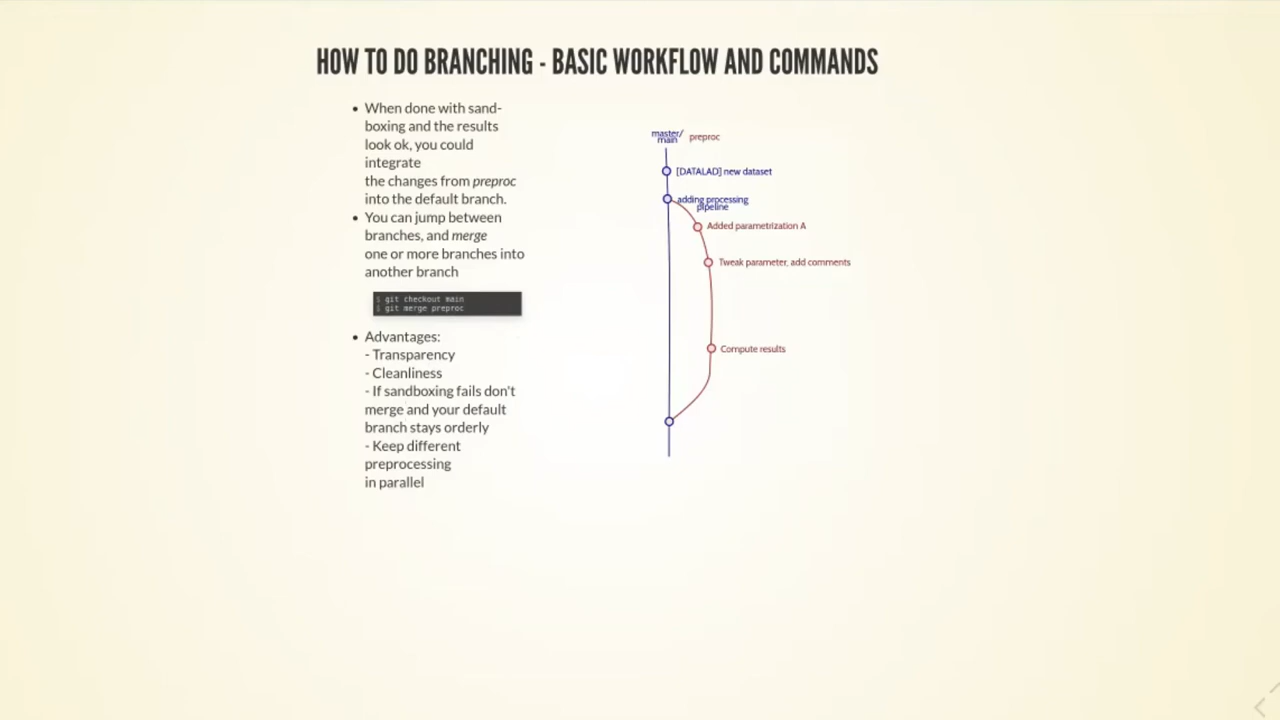 HOW TO DO BRANCHING - BASIC WORKFLOW AND COMMANDS
• When done with sand-
boxing and the results
look ok, you could
integrate
the changes from preproc
into the default branch.
• You can jump between
branches, and merge
one or more branches into
another branch
$ git checkout main
$ git merge preproc
• Advantages:
- Transparency
- Cleanliness
- If sandboxing fails don't
merge and your default
branch stays orderly
- Keep different
preprocessing
in parallel
master/
main
preproc
[DATALAD] new dataset
adding processing
pipeline
Added parametrization A
Tweak parameter, add comments
Compute results